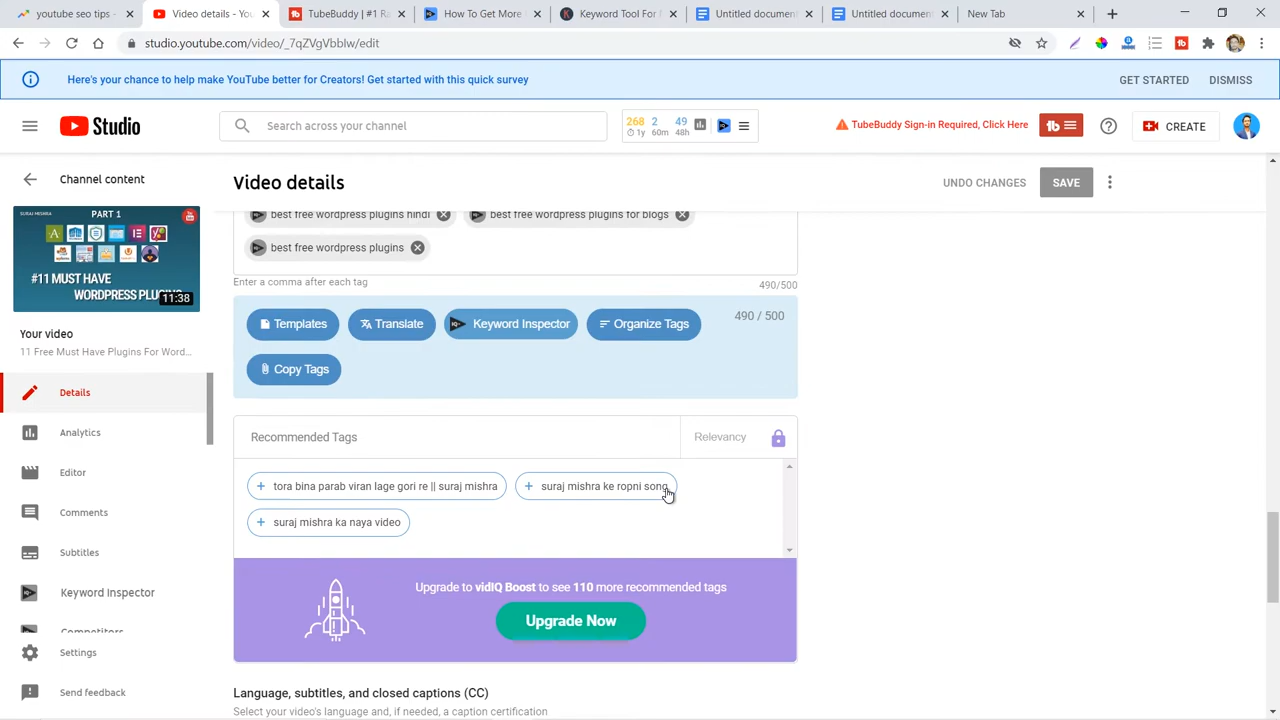 youtube seo tips -
Video details - You
TubeBuddy | #1 Ra
How To Get More
Keyword Tool For
Untitled document
Untitled document
New Tab
studio.youtube.com/video/_7qZVgVbbIw/edit
Here's your chance to help make YouTube better for Creators! Get started with this quick survey
GET STARTED
DISMISS
Studio
Search across your channel
268 2 49
1y 60m 48h
TubeBuddy Sign-in Required, Click Here
CREATE
Channel content
Video details
UNDO CHANGES
SAVE
SURAJ MISHRA
PART 1
#11 MUST HAVE
WORDPRESS PLUGINS
11:38
best free wordpress plugins hindi
best free wordpress plugins for blogs
best free wordpress plugins
Enter a comma after each tag
490/500
Templates
Translate
Keyword Inspector
Organize Tags
490 / 500
Copy Tags
Your video
11 Free Must Have Plugins For Word...
Details
Analytics
Editor
Comments
Subtitles
Keyword Inspector
Competitors
Settings
Send feedback
Recommended Tags
Relevancy
tora bina parab viran lage gori re || suraj mishra
suraj mishra ke ropni song
suraj mishra ka naya video
Upgrade to vidIQ Boost to see 110 more recommended tags
Upgrade Now
Language, subtitles, and closed captions (CC)
Select your video's language and, if needed, a caption certification